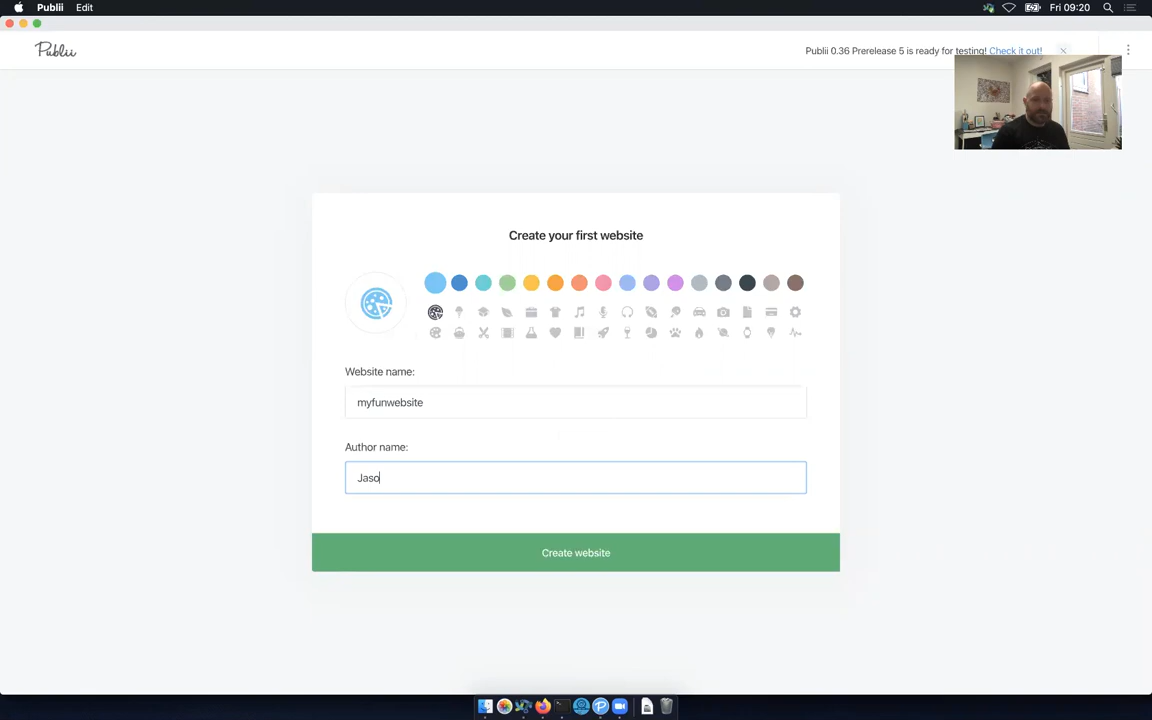 Publii Edit Fri 09:20
Publii Publii 0.36 Prerelease 5 is ready for testing! Check it out!
Create your first website
Website name:
myfunwebsite
Author name:
Jaso
Create website